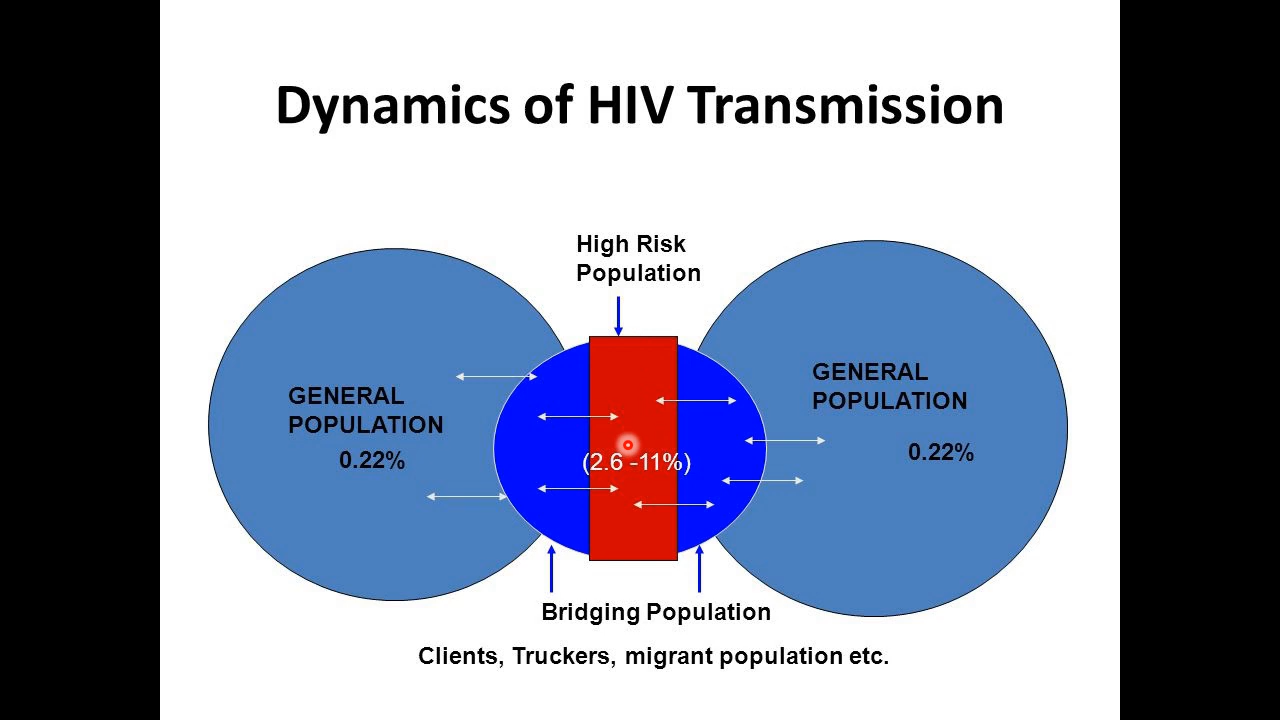 Dynamics of HIV Transmission
High Risk
Population
GENERAL
POPULATION
0.22%
(2.6 -11%)
GENERAL
POPULATION
0.22%
Bridging Population
Clients, Truckers, migrant population etc.